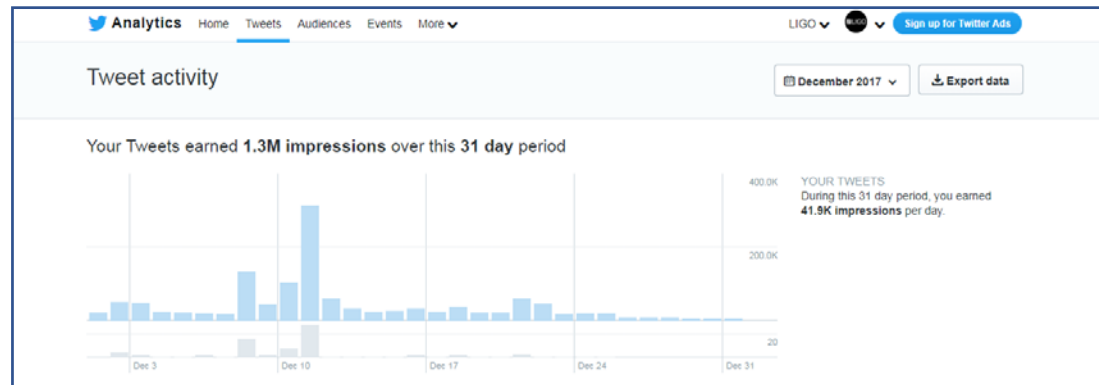 Analytics Home Tweets Audiences Events More LIGO Sign up for Twitter Ads
Tweet activity December 2017 Export data
Your Tweets earned 1.3M impressions over this 31 day period
400.0K
200.0K
20
Dec 3 Dec 10 Dec 17 Dec 24 Dec 31
YOUR TWEETS
During this 31 day period, you earned
41.9K impressions per day.